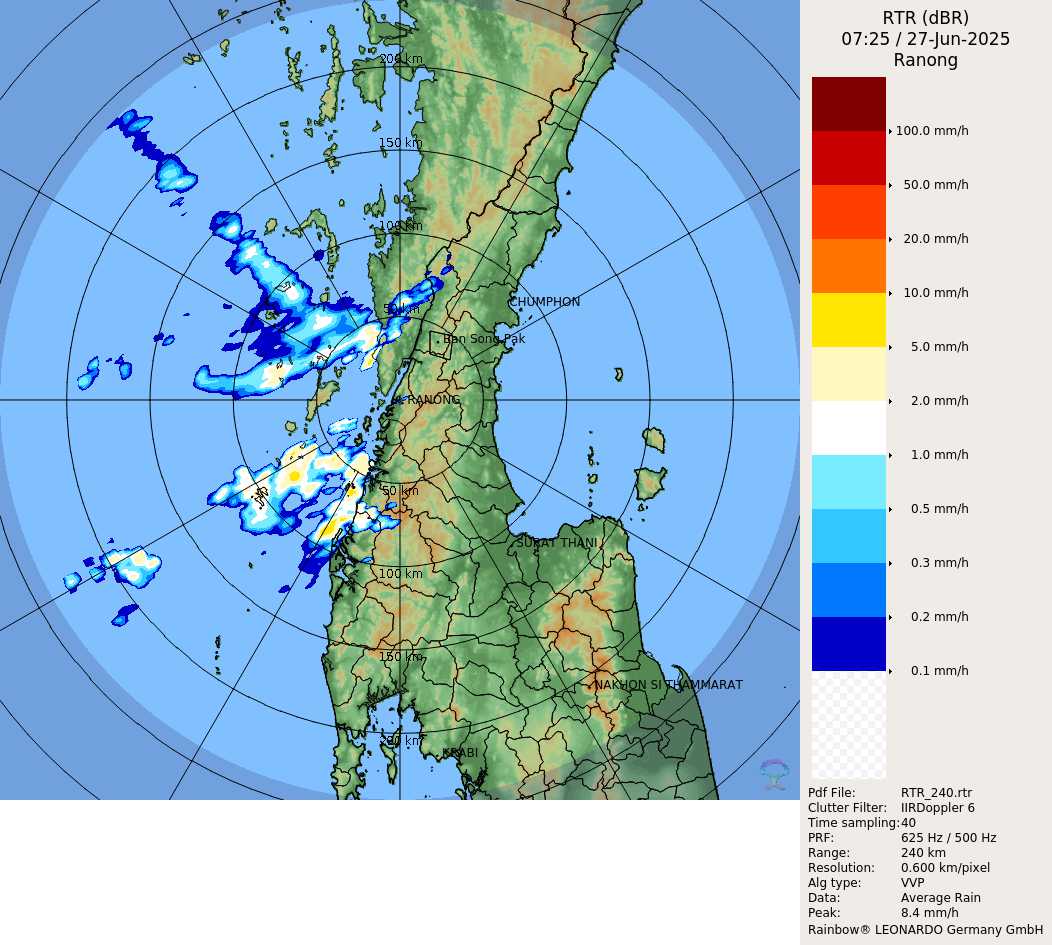 RTR (dBR)
07:25 / 27-Jun-2025
Ranong
200 km
150 km
100 km
50 km
CHUMPHON
Ban Song Pak
RANONG
50 km
SURAT THANI
100 km
150 km
NAKHON SI THAMMARAT
200 km
KRABI
100.0 mm/h
50.0 mm/h
20.0 mm/h
10.0 mm/h
5.0 mm/h
2.0 mm/h
1.0 mm/h
0.5 mm/h
0.3 mm/h
0.2 mm/h
0.1 mm/h
Pdf File: RTR_240.rtr
Clutter Filter: IIRDoppler 6
Time sampling:40
PRF: 625 Hz / 500 Hz
Range: 240 km
Resolution: 0.600 km/pixel
Alg type: VVP
Data: Average Rain
Peak: 8.4 mm/h
Rainbow® LEONARDO Germany GmbH